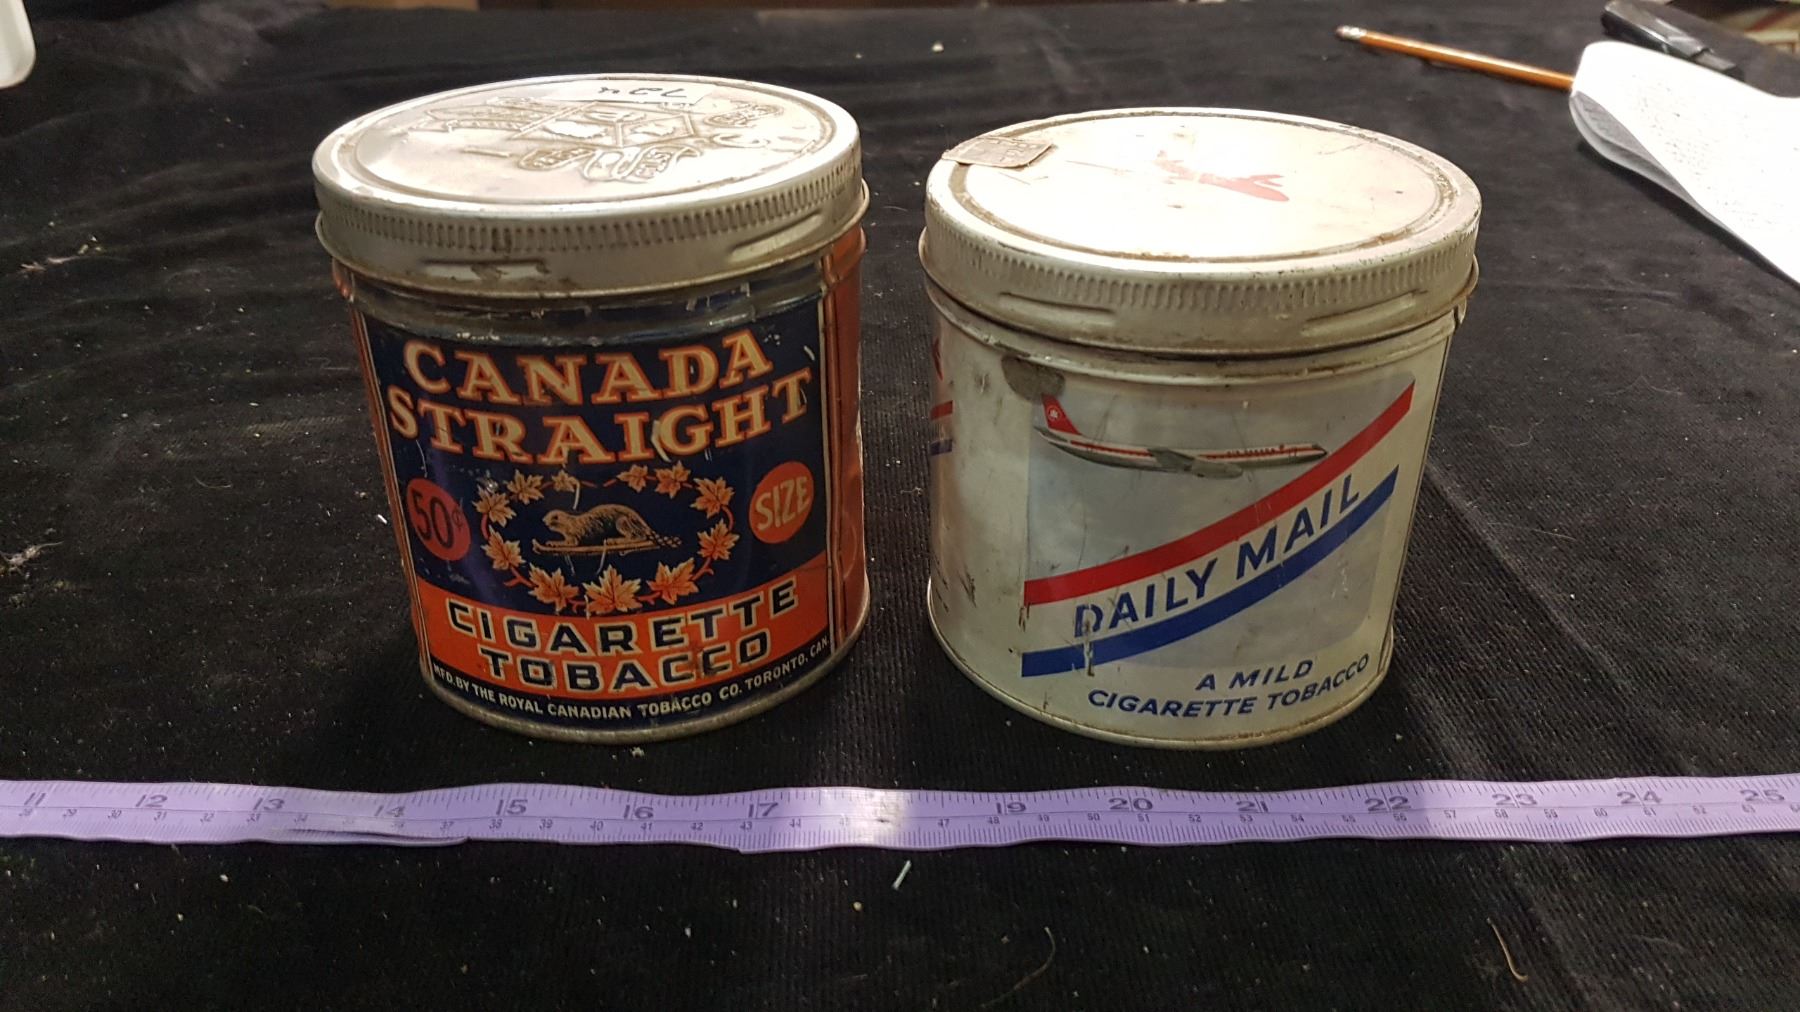 CANADA
STRAIGHT
50¢
SIZE
CIGARETTE
TOBACCO
MFD. BY THE ROYAL CANADIAN TOBACCO CO. TORONTO, CAN.
DAILY MAIL
A MILD
CIGARETTE TOBACCO
11 12 13 14 15 16 17 19 20 21 22 23 24 25